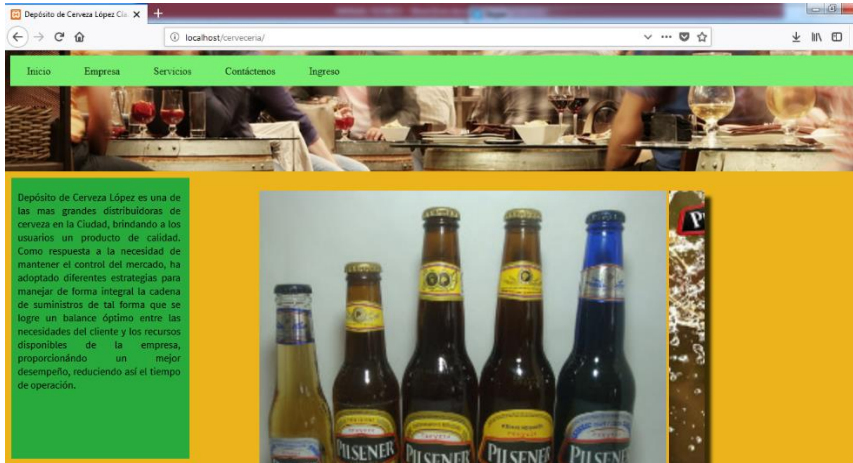 Depósito de Cerveza López Cia.
localhost/cerveceria/
Inicio Empresa Servicios Contáctenos Ingreso
Depósito de Cerveza López es una de
las mas grandes distribuidoras de
cerveza en la Ciudad, brindando a los
usuarios un producto de calidad.
Como respuesta a la necesidad de
mantener el control del mercado, ha
adoptado diferentes estrategias para
manejar de forma integral la cadena
de suministros de tal forma que se
logre un balance óptimo entre las
necesidades del cliente y los recursos
disponibles de la empresa,
proporcionándo un mejor
desempeño, reduciendo así el tiempo
de operación.
PILSENER PILSENER PILSENER PILSENER